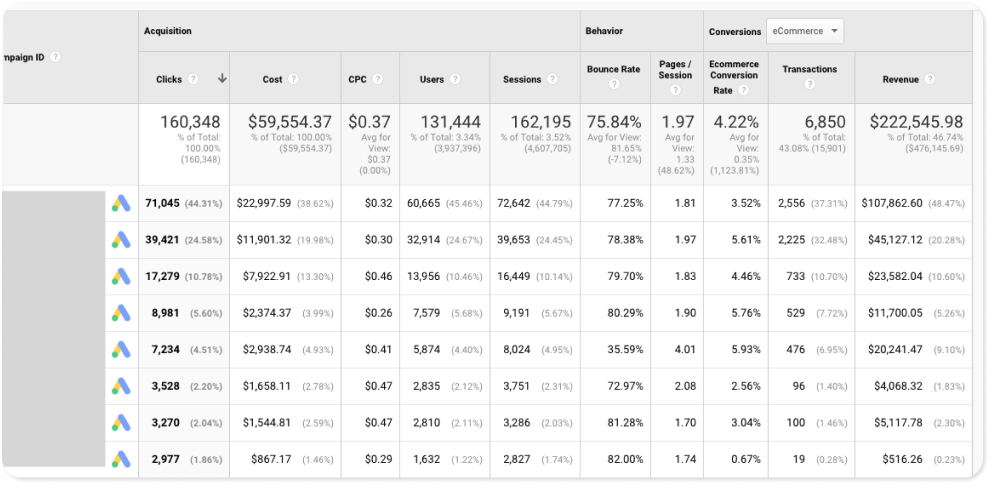 Acquisition Behavior Conversions eCommerce
mpaign ID ?
Clicks ? Cost ? CPC ? Users ? Sessions ? Bounce Rate ? Pages / Session ? Ecommerce Conversion Rate ? Transactions ? Revenue ?
160,348 $59,554.37 $0.37 131,444 162,195 75.84% 1.97 4.22% 6,850 $222,545.98
% of Total: 100.00% (160,348) % of Total: 100.00% ($59,554.37) Avg for View: $0.37 (0.00%) % of Total: 3.34% (3,937,396) % of Total: 3.52% (4,607,705) Avg for View: 81.65% (-7.12%) Avg for View: 1.33 (48.62%) Avg for View: 0.35% (1,123.81%) % of Total: 43.08% (15,901) % of Total: 46.74% ($476,145.69)
71,045 (44.31%) $22,997.59 (38.62%) $0.32 60,665 (45.46%) 72,642 (44.79%) 77.25% 1.81 3.52% 2,556 (37.31%) $107,862.60 (48.47%)
39,421 (24.58%) $11,901.32 (19.98%) $0.30 32,914 (24.67%) 39,653 (24.45%) 78.38% 1.97 5.61% 2,225 (32.48%) $45,127.12 (20.28%)
17,279 (10.78%) $7,922.91 (13.30%) $0.46 13,956 (10.46%) 16,449 (10.14%) 79.70% 1.83 4.46% 733 (10.70%) $23,582.04 (10.60%)
8,981 (5.60%) $2,374.37 (3.99%) $0.26 7,579 (5.68%) 9,191 (5.67%) 80.29% 1.90 5.76% 529 (7.72%) $11,700.05 (5.26%)
7,234 (4.51%) $2,938.74 (4.93%) $0.41 5,874 (4.40%) 8,024 (4.95%) 35.59% 4.01 5.93% 476 (6.95%) $20,241.47 (9.10%)
3,528 (2.20%) $1,658.11 (2.78%) $0.47 2,835 (2.12%) 3,751 (2.31%) 72.97% 2.08 2.56% 96 (1.40%) $4,068.32 (1.83%)
3,270 (2.04%) $1,544.81 (2.59%) $0.47 2,810 (2.11%) 3,286 (2.03%) 81.28% 1.70 3.04% 100 (1.46%) $5,117.78 (2.30%)
2,977 (1.86%) $867.17 (1.46%) $0.29 1,632 (1.22%) 2,827 (1.74%) 82.00% 1.74 0.67% 19 (0.28%) $516.26 (0.23%)